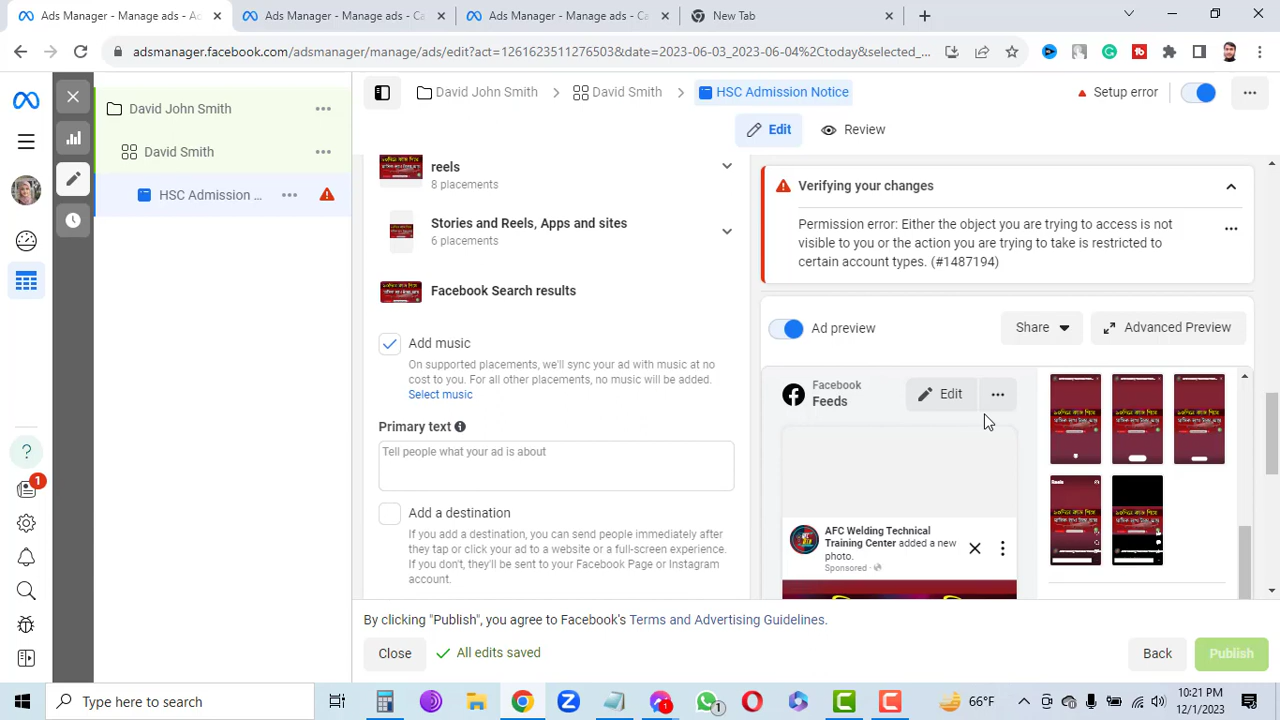 Ads Manager - Manage ads - Ad
Ads Manager - Manage ads - Ca
Ads Manager - Manage ads - Ca
New Tab
adsmanager.facebook.com/adsmanager/manage/ads/edit?act=1261623511276503&date=2023-06-03_2023-06-04%2Ctoday&selected_...
David John Smith
David Smith
HSC Admission ...
David John Smith
David Smith
HSC Admission Notice
Setup error
Edit
Review
reels
8 placements
Stories and Reels, Apps and sites
6 placements
Facebook Search results
Add music
On supported placements, we'll sync your ad with music at no
cost to you. For all other placements, no music will be added.
Select music
Primary text
Tell people what your ad is about
Add a destination
If you add a destination, you can send people immediately after
they tap or click your ad to a website or a full-screen experience.
If you don't, they'll be sent to your Facebook Page or Instagram
account.
Verifying your changes
Permission error: Either the object you are trying to access is not
visible to you or the action you are trying to take is restricted to
certain account types. (#1487194)
Ad preview
Share
Advanced Preview
Facebook
Feeds
Edit
AFC Welding Technical
Training Center added a new
photo.
Sponsored
Reels
By clicking "Publish", you agree to Facebook's Terms and Advertising Guidelines.
Close
All edits saved
Back
Publish
1
Type here to search
1
1
66°F
10:21 PM
12/1/2023